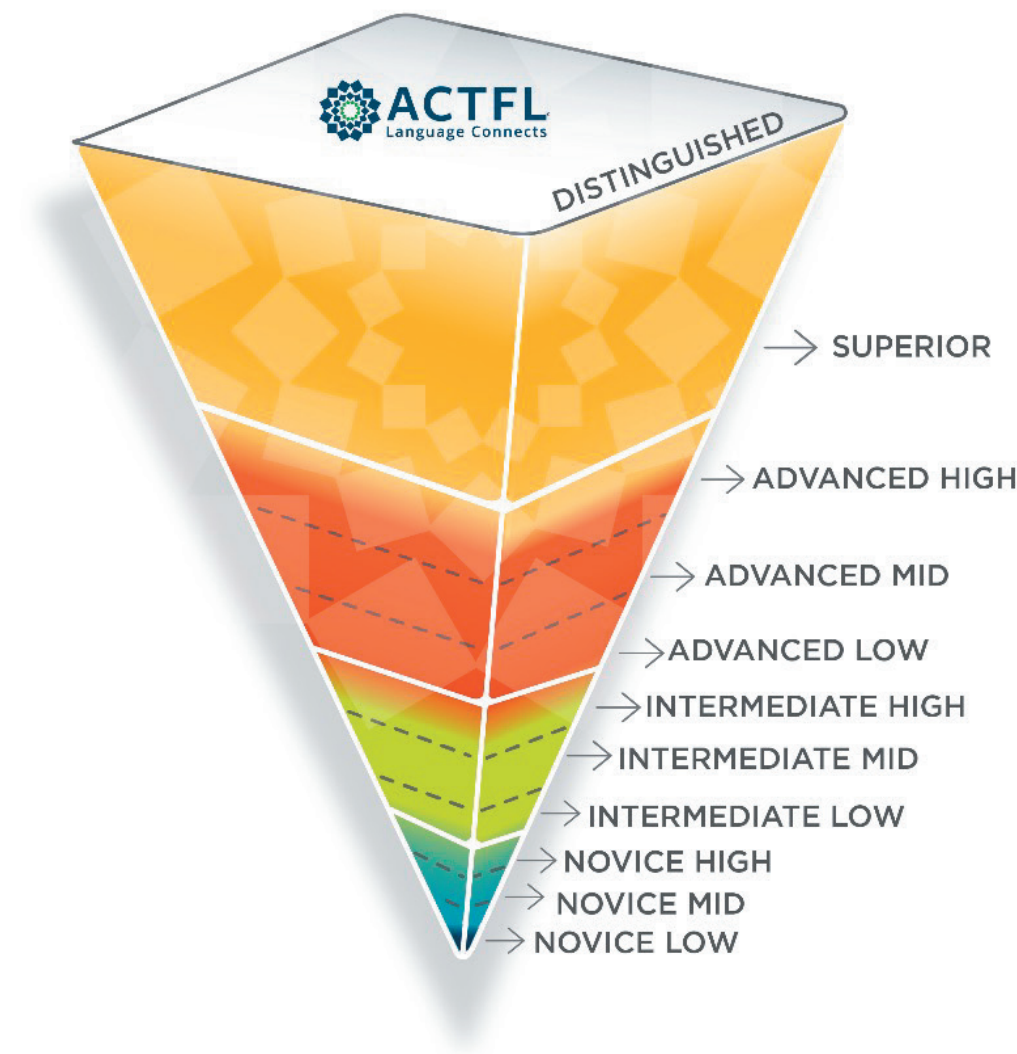 ACTFL
Language Connects
DISTINGUISHED
SUPERIOR
ADVANCED HIGH
ADVANCED MID
ADVANCED LOW
INTERMEDIATE HIGH
INTERMEDIATE MID
INTERMEDIATE LOW
NOVICE HIGH
NOVICE MID
NOVICE LOW